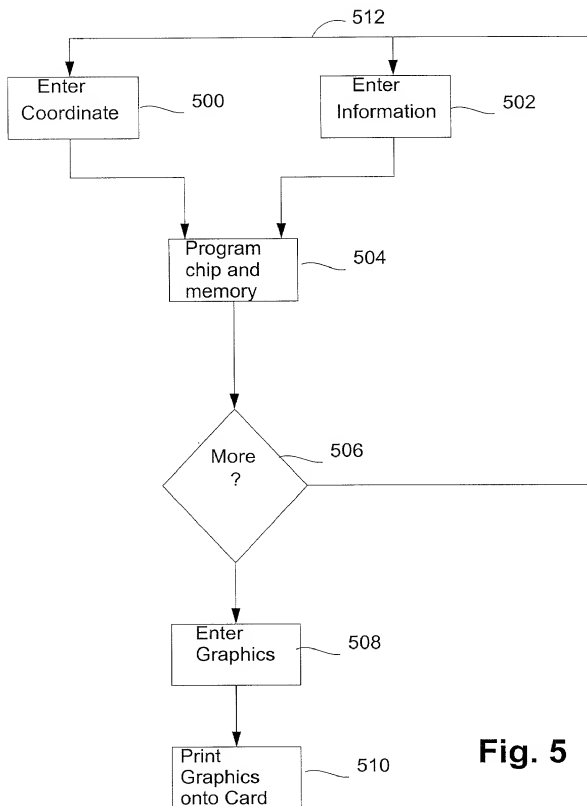 512
Enter
Coordinate
500
Enter
Information
502
Program
chip and
memory
504
More
?
506
Enter
Graphics
508
Print
Graphics
onto Card
510
Fig. 5